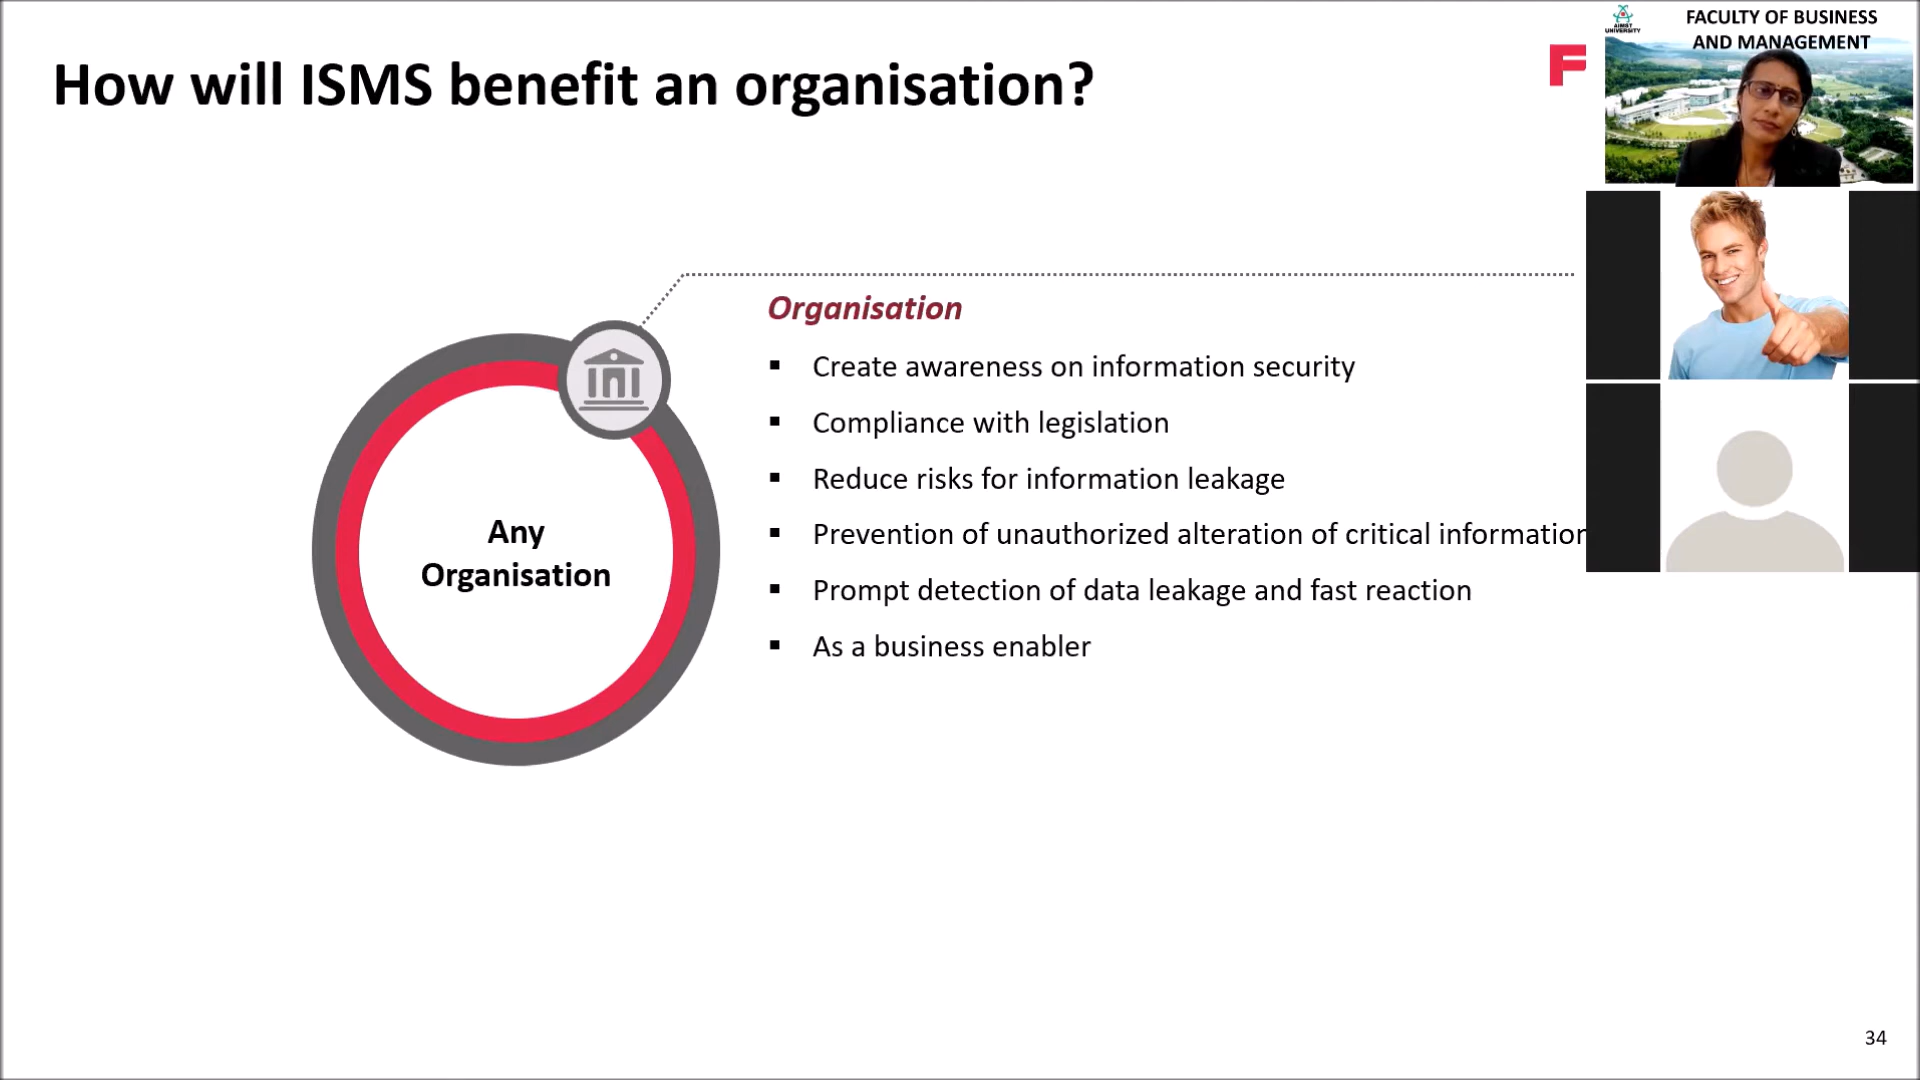 How will ISMS benefit an organisation?
F
AIMST
UNIVERSITY
FACULTY OF BUSINESS
AND MANAGEMENT
Organisation
Create awareness on information security
Compliance with legislation
Reduce risks for information leakage
Prevention of unauthorized alteration of critical information
Prompt detection of data leakage and fast reaction
As a business enabler
Any
Organisation
34